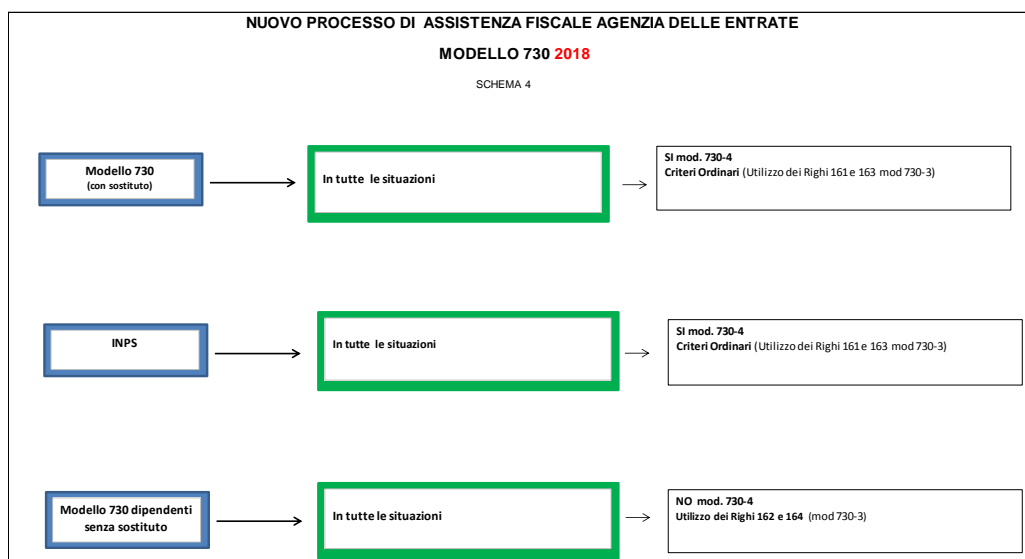 NUOVO PROCESSO DI ASSISTENZA FISCALE AGENZIA DELLE ENTRATE
MODELLO 730 2018
SCHEMA 4
Modello 730
(con sostituto)
In tutte le situazioni
SI mod. 730-4
Criteri Ordinari (Utilizzo dei Righi 161 e 163 mod 730-3)
INPS
In tutte le situazioni
SI mod. 730-4
Criteri Ordinari (Utilizzo dei Righi 161 e 163 mod 730-3)
Modello 730 dipendenti
senza sostituto
In tutte le situazioni
NO mod. 730-4
Utilizzo dei Righi 162 e 164 (mod 730-3)